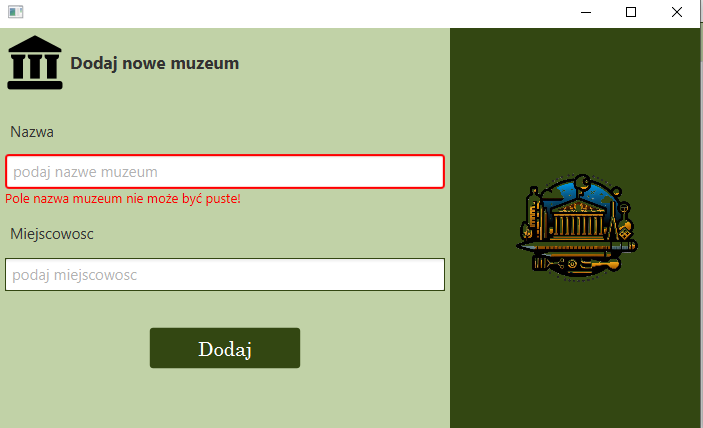 Dodaj nowe muzeum
Nazwa
podaj nazwe muzeum
Pole nazwa muzeum nie może być puste!
Miejscowosc
podaj miejscowosc
Dodaj